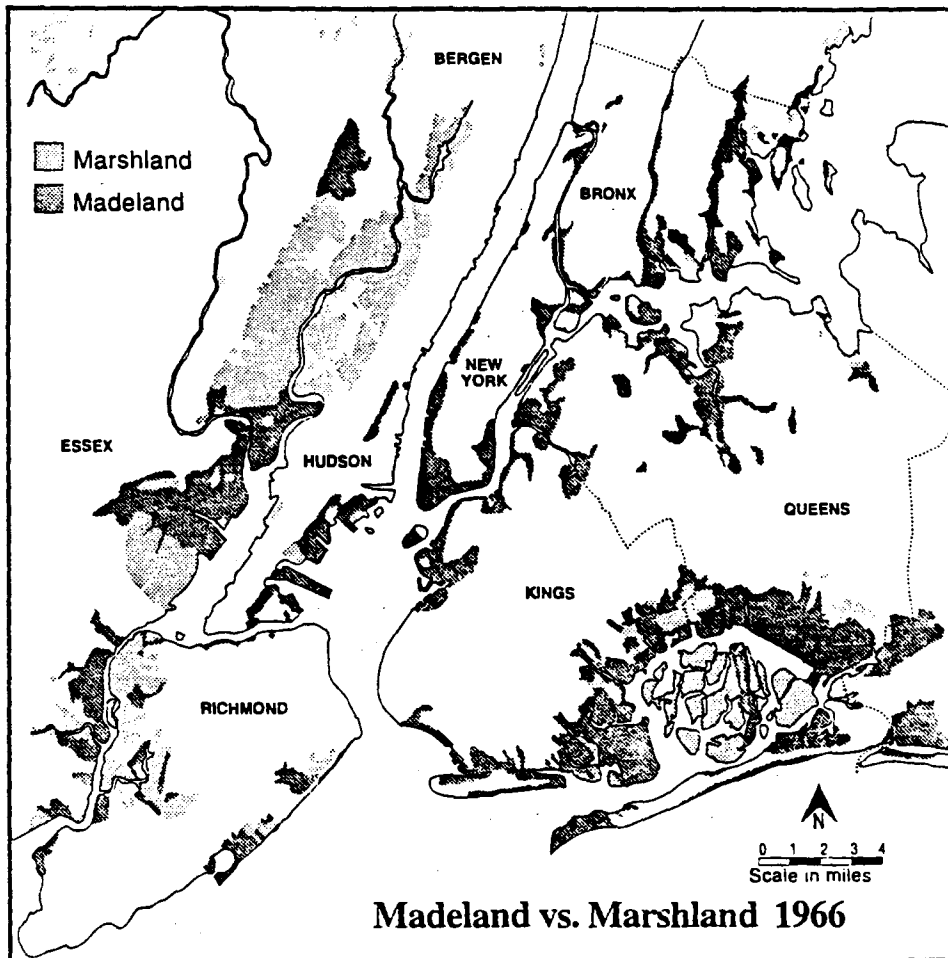 BERGEN
Marshland
Madeland
BRONX
NEW
YORK
ESSEX
HUDSON
QUEENS
KINGS
RICHMOND
N
0 1 2 3 4
Scale in miles
Madeland vs. Marshland 1966